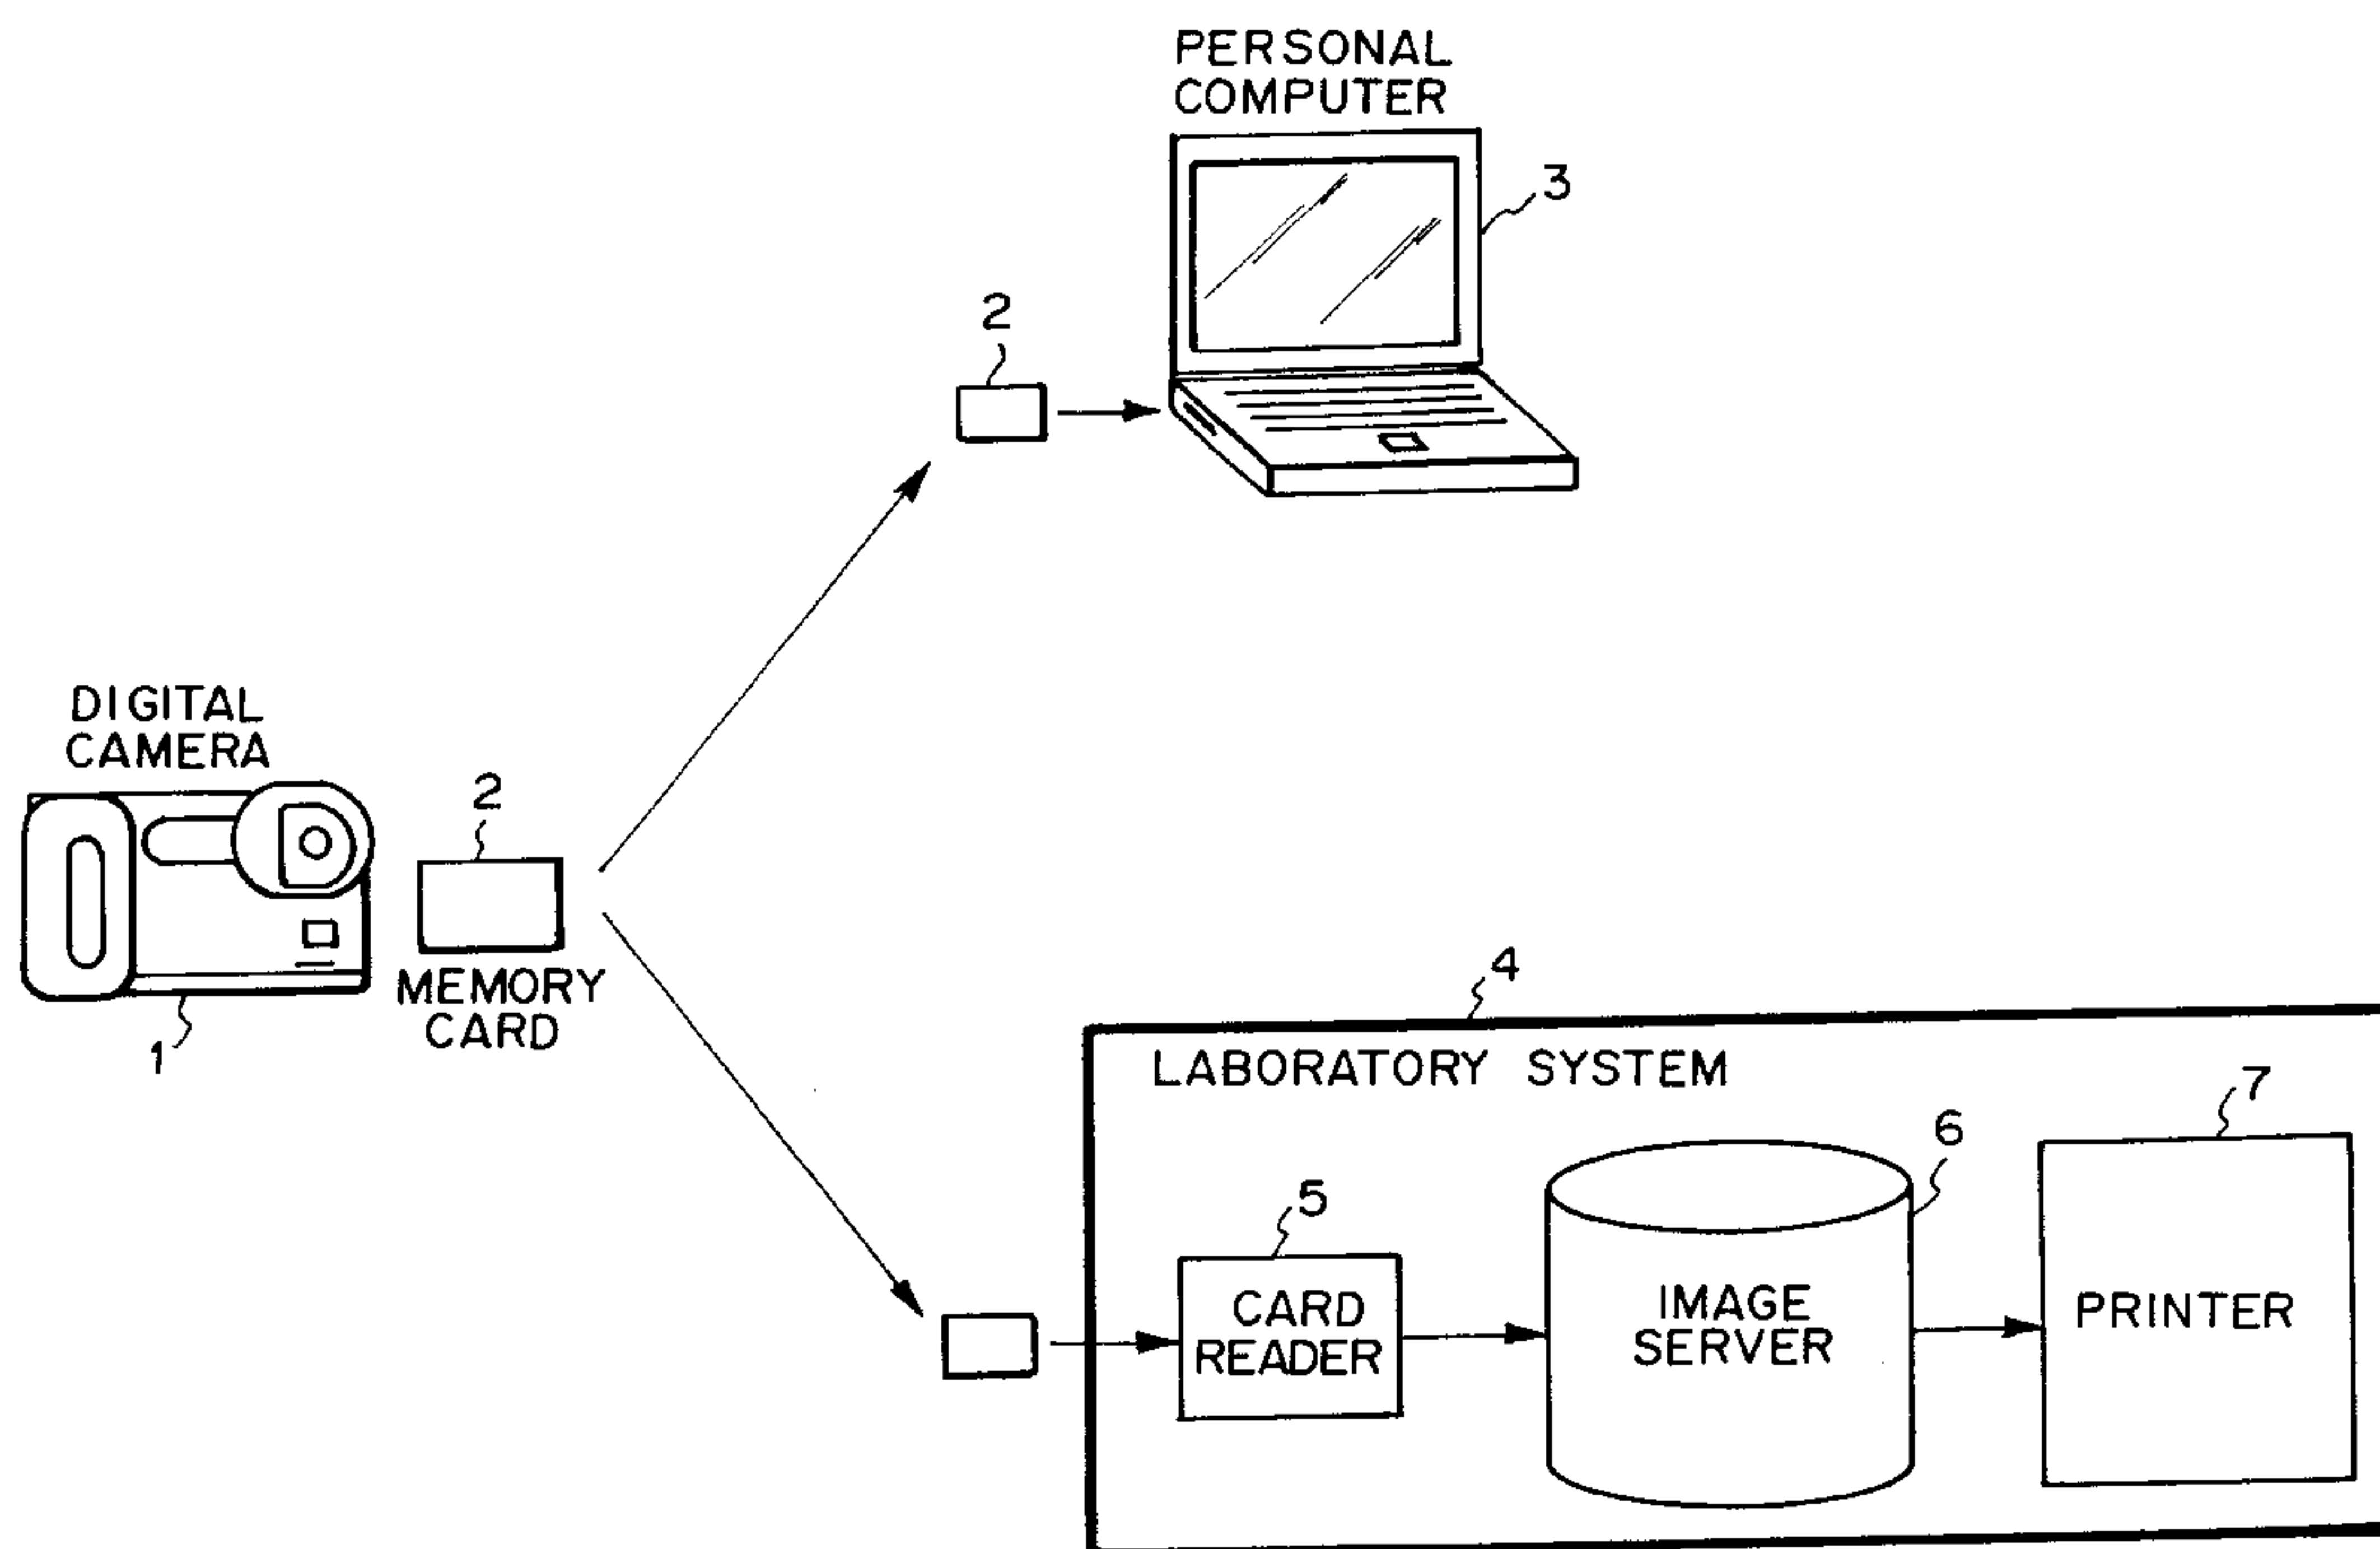 PERSONAL
COMPUTER
3
2
DIGITAL
CAMERA
2
MEMORY
CARD
1
4
LABORATORY SYSTEM
7
6
5
CARD
READER
IMAGE
SERVER
PRINTER